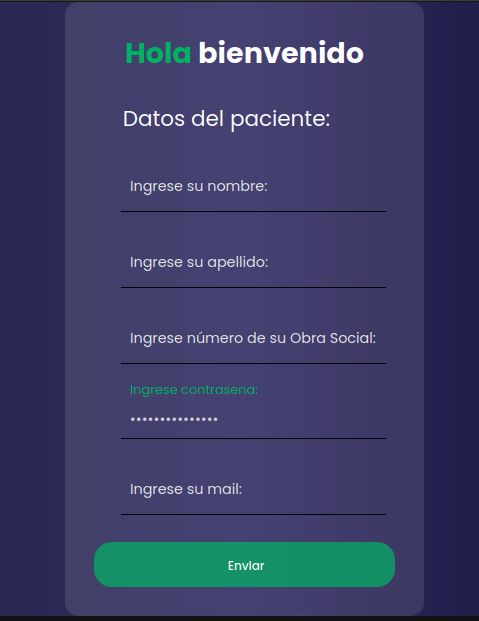 Hola bienvenido
Datos del paciente:
Ingrese su nombre:
Ingrese su apellido:
Ingrese número de su Obra Social:
Ingrese contrasena:
•••••••••••••••
Ingrese su mail:
Enviar